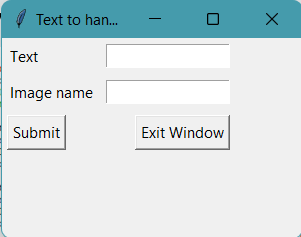 Text to han...
Text
Image name
Submit
Exit Window